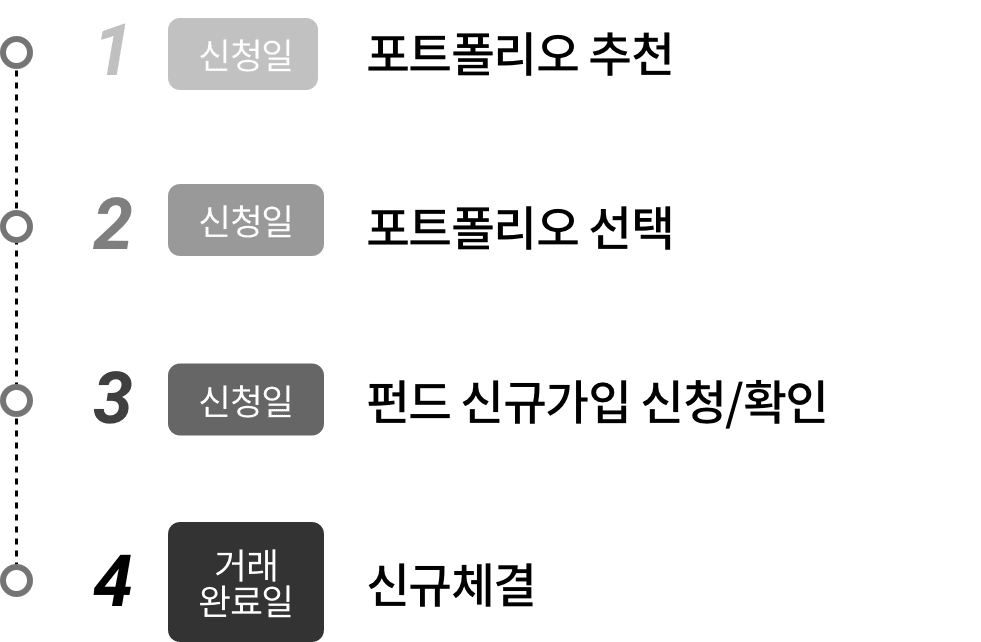 1 신청일 포트폴리오 추천
2 신청일 포트폴리오 선택
3 신청일 펀드 신규가입 신청/확인
4 거래
완료일 신규체결